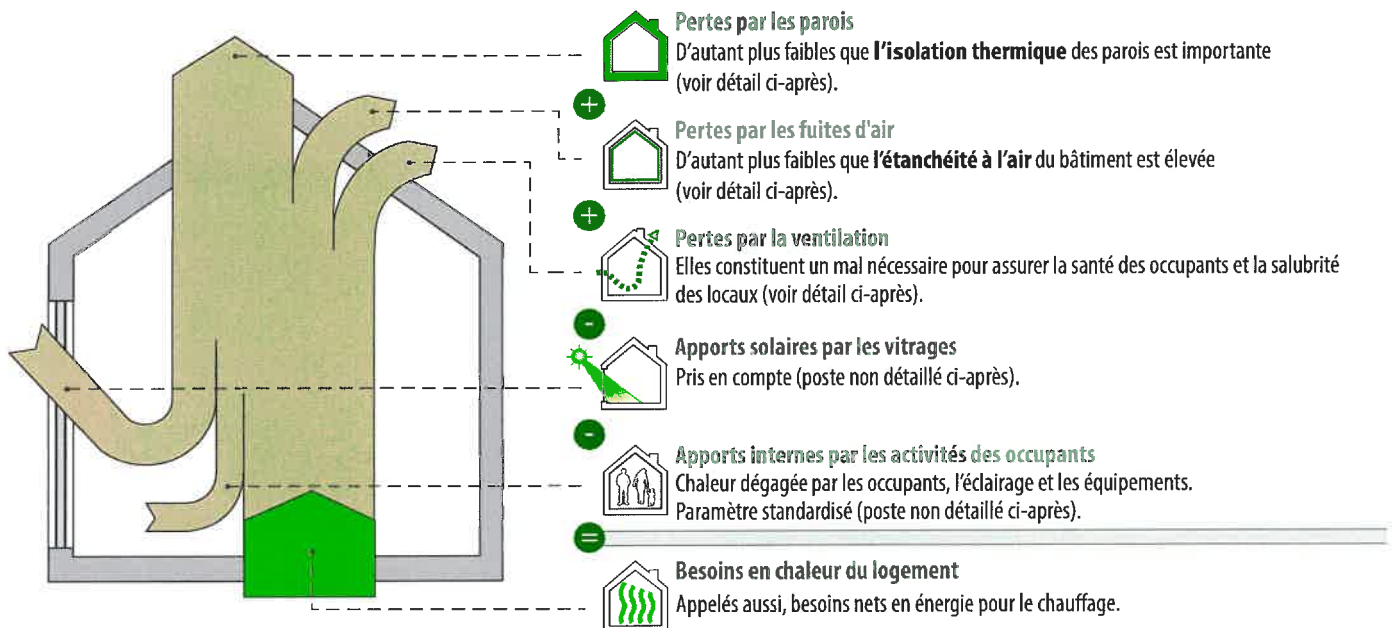 Pertes par les parois
D'autant plus faibles que l'isolation thermique des parois est importante
(voir détail ci-après).
+
Pertes par les fuites d'air
D'autant plus faibles que l'étanchéité à l'air du bâtiment est élevée
(voir détail ci-après).
+
Pertes par la ventilation
Elles constituent un mal nécessaire pour assurer la santé des occupants et la salubrité
des locaux (voir détail ci-après).
-
Apports solaires par les vitrages
Pris en compte (poste non détaillé ci-après).
-
Apports internes par les activités des occupants
Chaleur dégagée par les occupants, l'éclairage et les équipements.
Paramètre standardisé (poste non détaillé ci-après).
=
Besoins en chaleur du logement
Appelés aussi, besoins nets en énergie pour le chauffage.